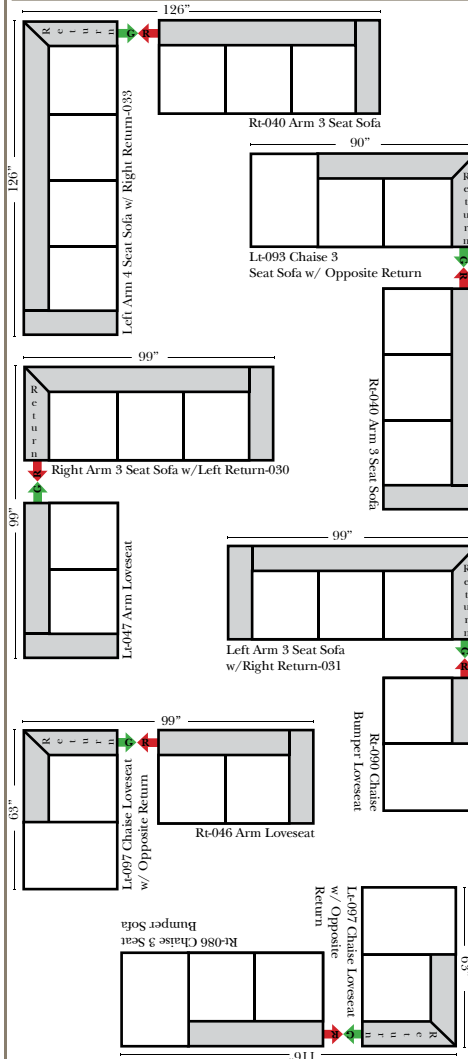 126”
Return
G R
126”
Left Arm 4 Seat Sofa w/ Right Return-033
Rt-040 Arm 3 Seat Sofa
90”
Return
Lt-093 Chaise 3
Seat Sofa w/ Opposite Return
G
R
Rt-040 Arm 3 Seat Sofa
99”
Return
Right Arm 3 Seat Sofa w/Left Return-030
R
G
99”
Lt-047 Arm Loveseat
99”
Return
Left Arm 3 Seat Sofa
w/Right Return-031
G
R
Rt-090 Chaise
Bumper Loveseat
99”
Return
G R
63”
Lt-097 Chaise Loveseat
w/ Opposite Return
Rt-046 Arm Loveseat
Rt-086 Chaise 3 Seat
Bumper Sofa
Lt-097 Chaise Loveseat
w/ Opposite
Return
63
R G
Return
116”